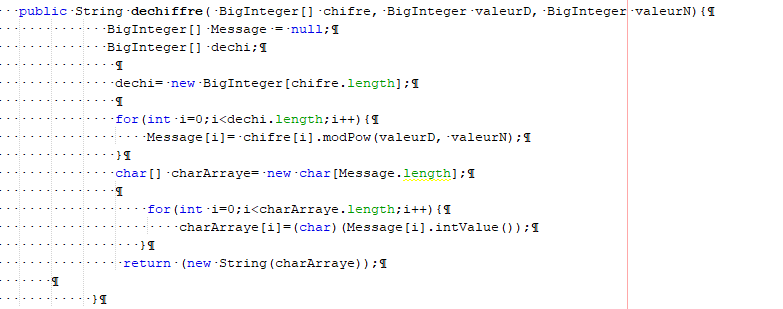 public String dechiffre( BigInteger[] chifre, BigInteger valeurD, BigInteger valeurN){¶
BigInteger[] Message = null;¶
BigInteger[] dechi;¶
¶
dechi= new BigInteger[chifre.length];¶
¶
for(int i=0;i<dechi.length;i++){¶
Message[i]= chifre[i].modPow(valeurD, valeurN);¶
}¶
char[] charArraye= new char[Message.length];¶
¶
for(int i=0;i<charArraye.length;i++){¶
charArraye[i]=(char)(Message[i].intValue());¶
}¶
return (new String(charArraye));¶
¶
}¶